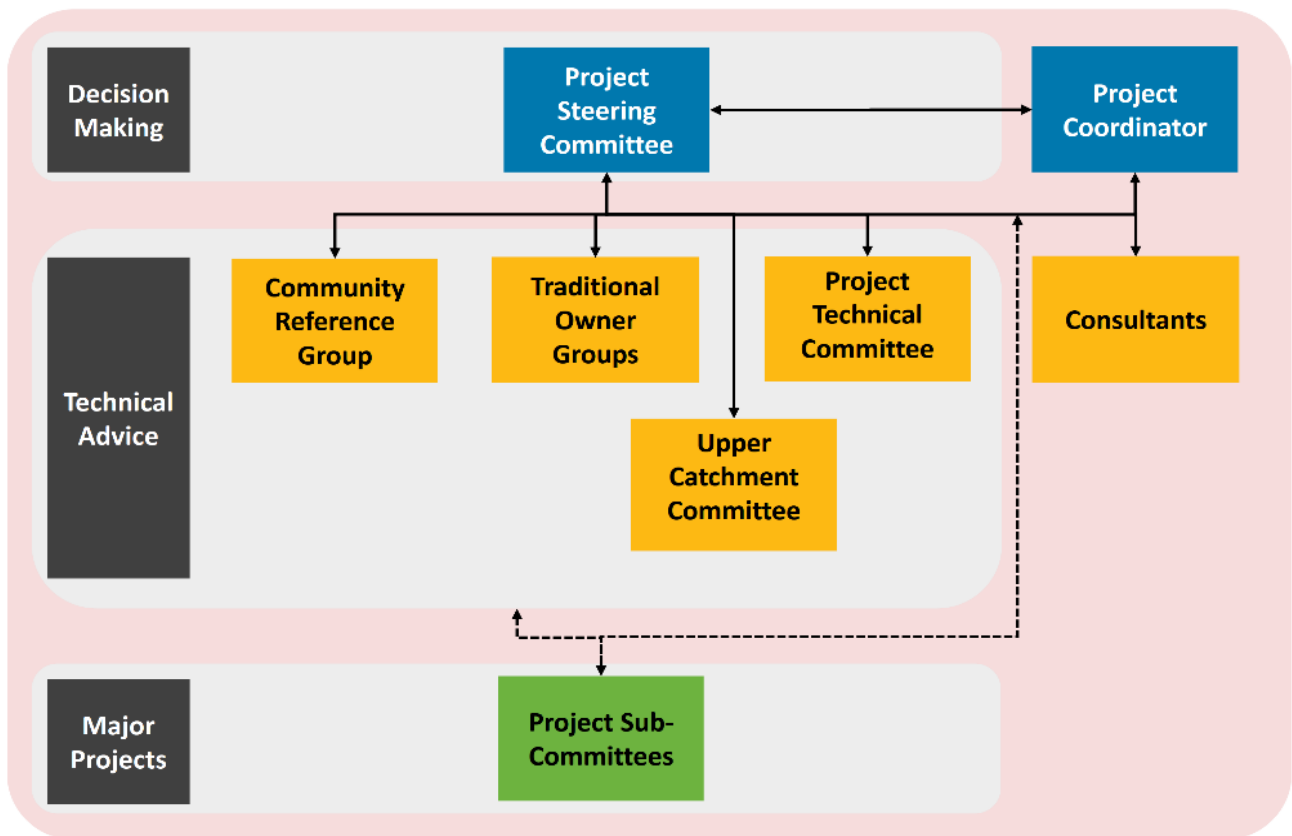 Decision
Making
Project
Steering
Committee
Project
Coordinator
Technical
Advice
Community
Reference
Group
Traditional
Owner
Groups
Project
Technical
Committee
Consultants
Upper
Catchment
Committee
Major
Projects
Project Sub-
Committees